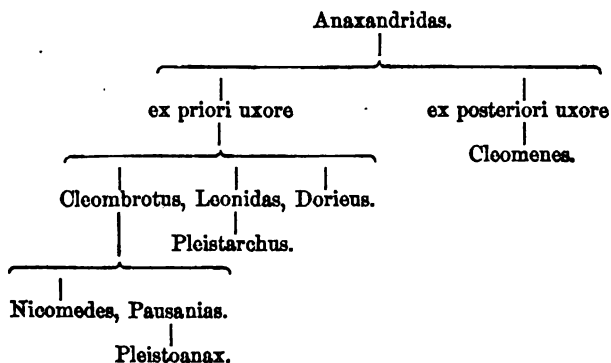 Anaxandridas.
ex priori uxore ex posteriori uxore
Cleomenes.
Cleombrotus, Leonidas, Dorieus.
Pleistarchus.
Nicomedes, Pausanias.
Pleistoanax.